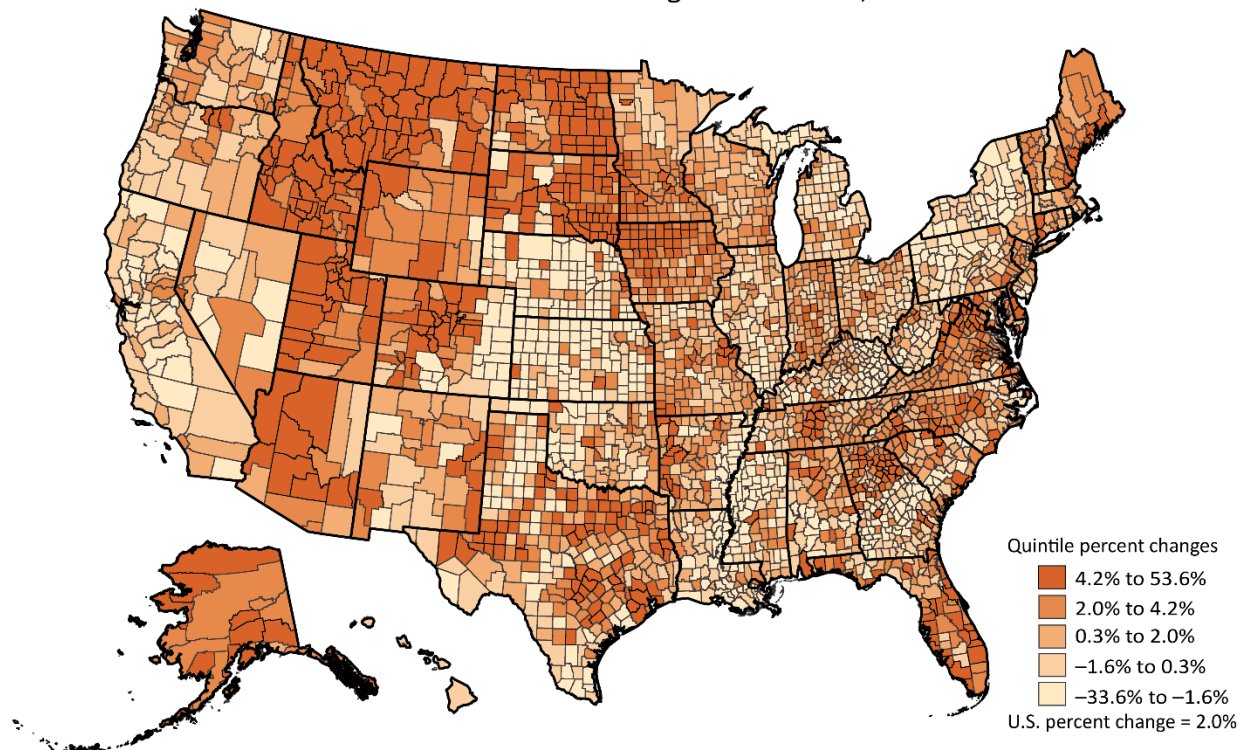 Quintile percent changes
4.2% to 53.6%
2.0% to 4.2%
0.3% to 2.0%
−1.6% to 0.3%
−33.6% to −1.6%
U.S. percent change = 2.0%